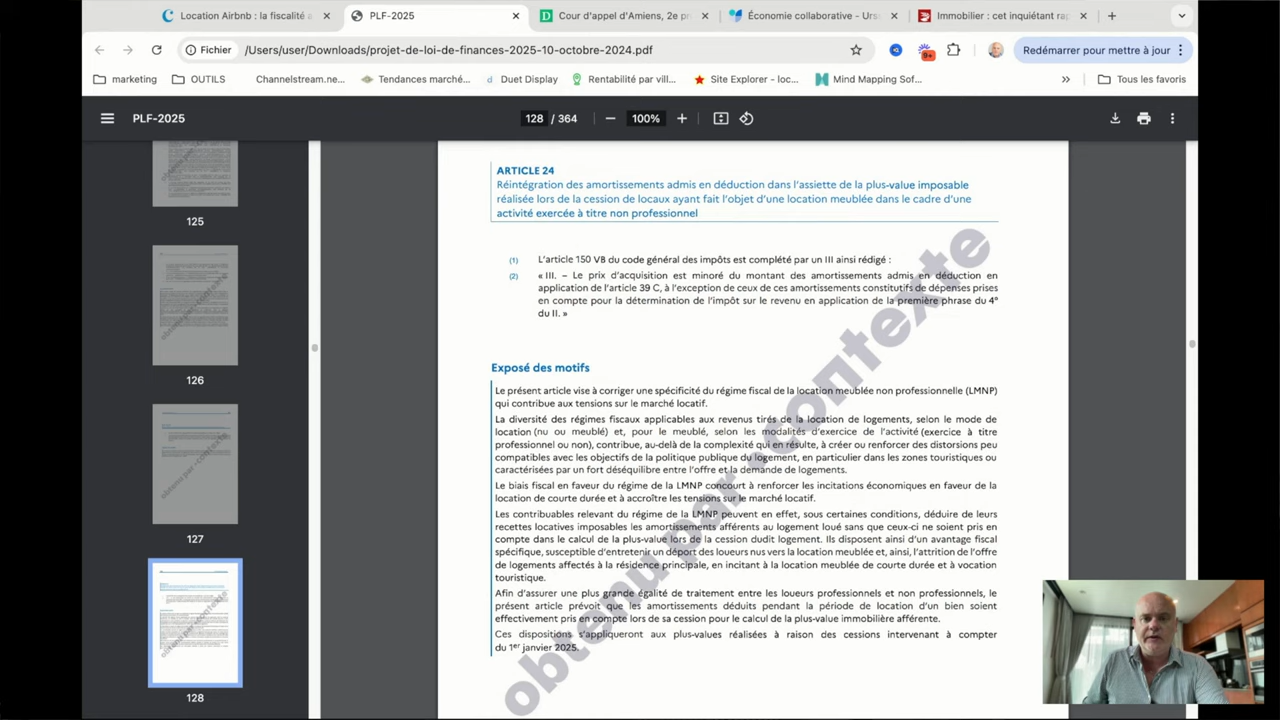 Location Airbnb : la fiscalité e
PLF-2025
Cour d'appel d'Amiens, 2e pr
Économie collaborative - Urs
Immobilier : cet inquiétant rap
Fichier
/Users/user/Downloads/projet-de-loi-de-finances-2025-10-octobre-2024.pdf
9+
Redémarrer pour mettre à jour
marketing
OUTILS
Channelstream.ne...
Tendances marché...
Duet Display
Rentabilité par vill...
Site Explorer - loc...
Mind Mapping Sof...
»
Tous les favoris
PLF-2025
128 / 364
100%
125
126
127
128
ARTICLE 24
Réintégration des amortissements admis en déduction dans l'assiette de la plus-value imposable
réalisée lors de la cession de locaux ayant fait l'objet d'une location meublée dans le cadre d'une
activité exercée à titre non professionnel
(1) L'article 150 VB du code général des impôts est complété par un III ainsi rédigé :
(2) « III. – Le prix d'acquisition est minoré du montant des amortissements admis en déduction en
application de l'article 39 C, à l'exception de ceux de ces amortissements constitutifs de dépenses prises
en compte pour la détermination de l'impôt sur le revenu en application de la première phrase du 4°
du II. »
Exposé des motifs
Le présent article vise à corriger une spécificité du régime fiscal de la location meublée non professionnelle (LMNP)
qui contribue aux tensions sur le marché locatif.
La diversité des régimes fiscaux applicables aux revenus tirés de la location de logements, selon le mode de
location (nu ou meublé) et, pour le meublé, selon les modalités d'exercice de l'activité (exercice à titre
professionnel ou non), contribue, au-delà de la complexité qui en résulte, à créer ou renforcer des distorsions peu
compatibles avec les objectifs de la politique publique du logement, en particulier dans les zones touristiques ou
caractérisées par un fort déséquilibre entre l'offre et la demande de logements.
Le biais fiscal en faveur du régime de la LMNP concourt à renforcer les incitations économiques en faveur de la
location de courte durée et à accroître les tensions sur le marché locatif.
Les contribuables relevant du régime de la LMNP peuvent en effet, sous certaines conditions, déduire de leurs
recettes locatives imposables les amortissements afférents au logement loué sans que ceux-ci ne soient pris en
compte dans le calcul de la plus-value lors de la cession dudit logement. Ils disposent ainsi d'un avantage fiscal
spécifique, susceptible d'entretenir un déport des loueurs nus vers la location meublée et, ainsi, l'attrition de l'offre
de logements affectés à la résidence principale, en incitant à la location meublée de courte durée et à vocation
touristique.
Afin d'assurer une plus grande égalité de traitement entre les loueurs professionnels et non professionnels, le
présent article prévoit que les amortissements déduits pendant la période de location d'un bien soient
effectivement pris en compte lors de sa cession pour le calcul de la plus-value immobilière afférente.
Ces dispositions s'appliqueront aux plus-values réalisées à raison des cessions intervenant à compter
du 1er janvier 2025.
obtenu par •contexte